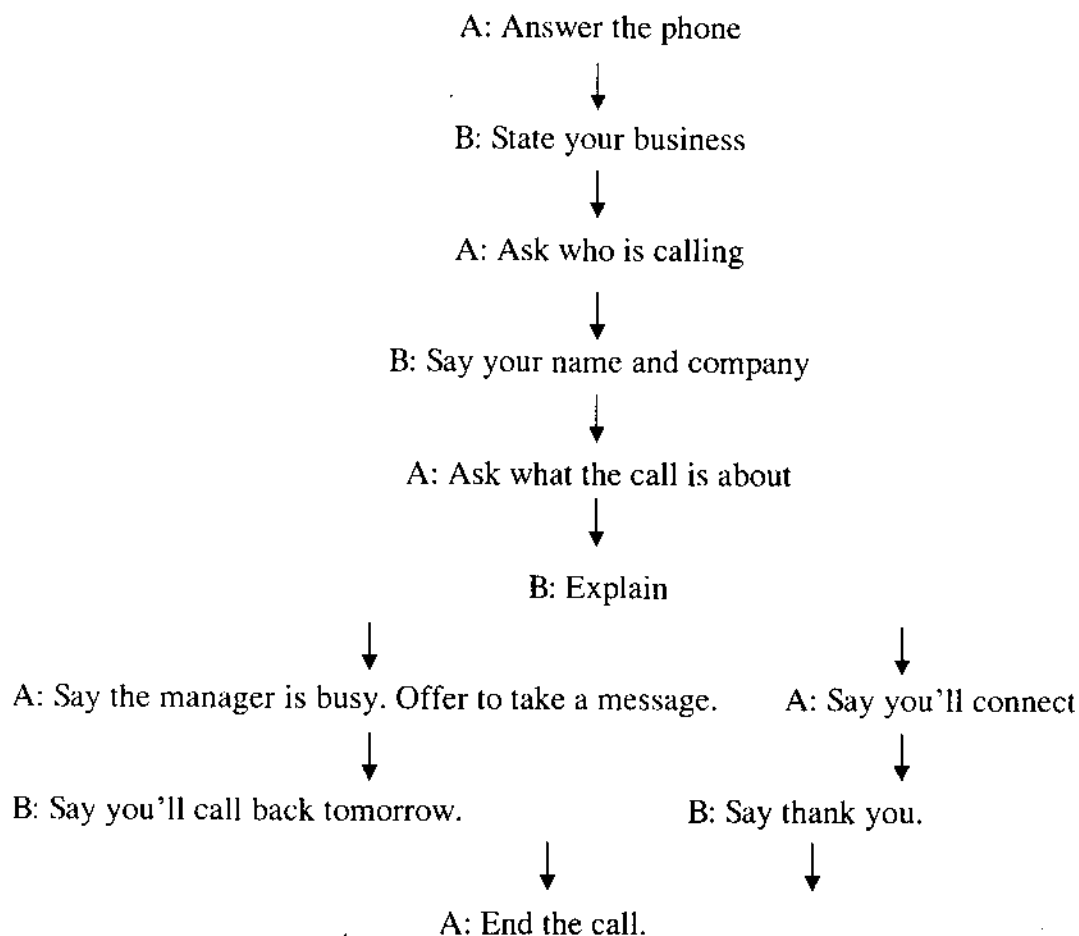 A: Answer the phone
B: State your business
A: Ask who is calling
B: Say your name and company
A: Ask what the call is about
B: Explain
A: Say the manager is busy. Offer to take a message. A: Say you'll connect
B: Say you'll call back tomorrow. B: Say thank you.
A: End the call.